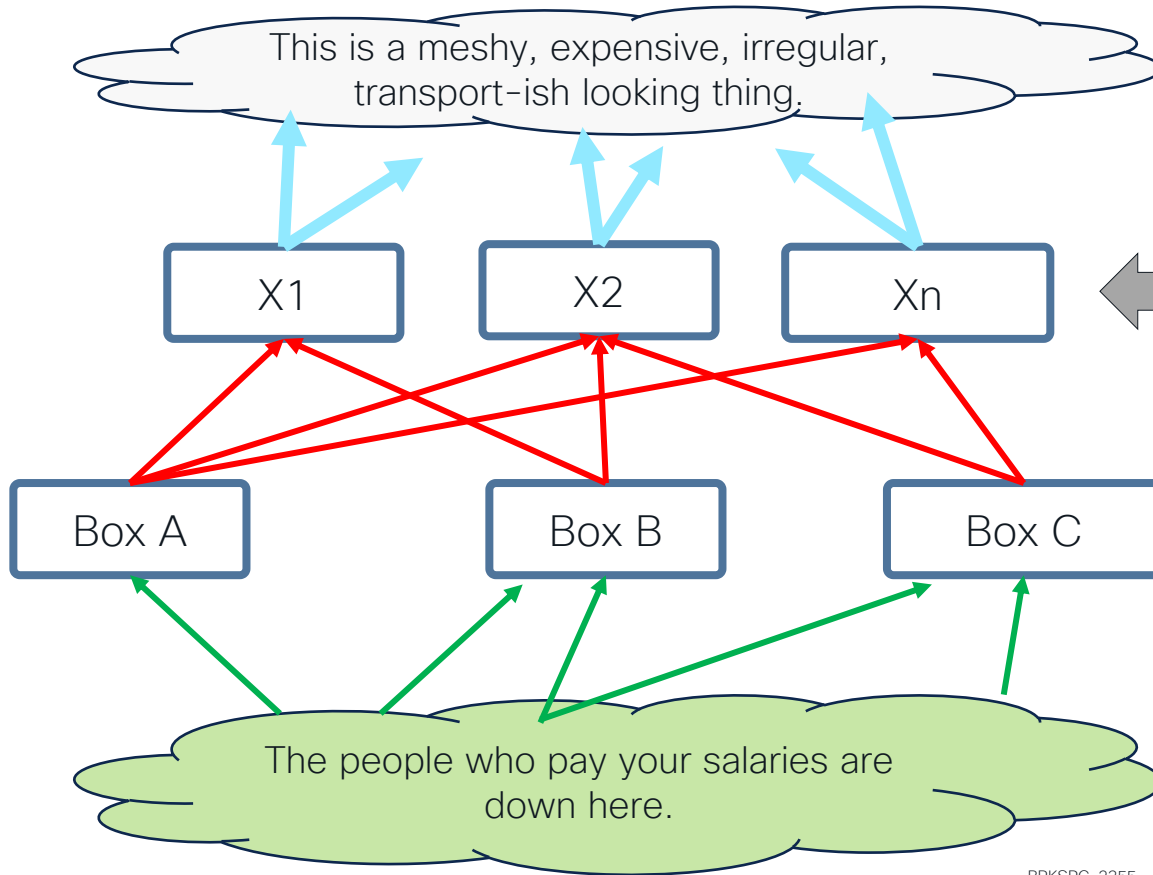 This is a meshy, expensive, irregular,
transport-ish looking thing.
X1
X2
Xn
Box A
Box B
Box C
The people who pay your salaries are
down here.